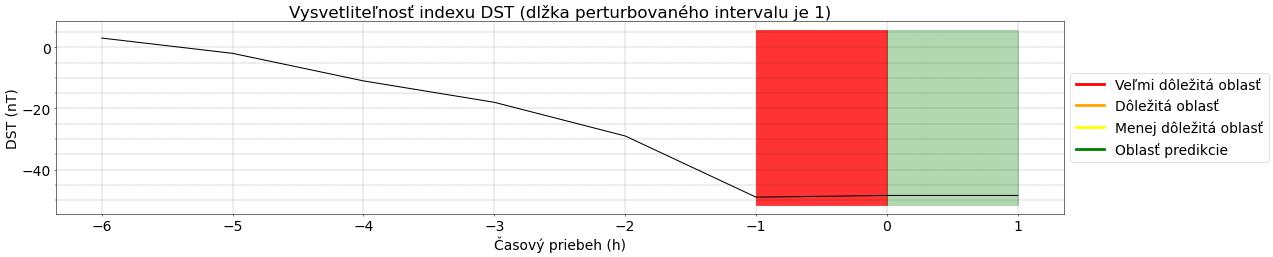 Vysvetliteľnosť indexu DST (dlžka perturbovaného intervalu je 1)
DST (nT)
0
−20
−40
−6 −5 −4 −3 −2 −1 0 1
Časový priebeh (h)
Veľmi dôležitá oblasť
Dôležitá oblasť
Menej dôležitá oblasť
Oblasť predikcie